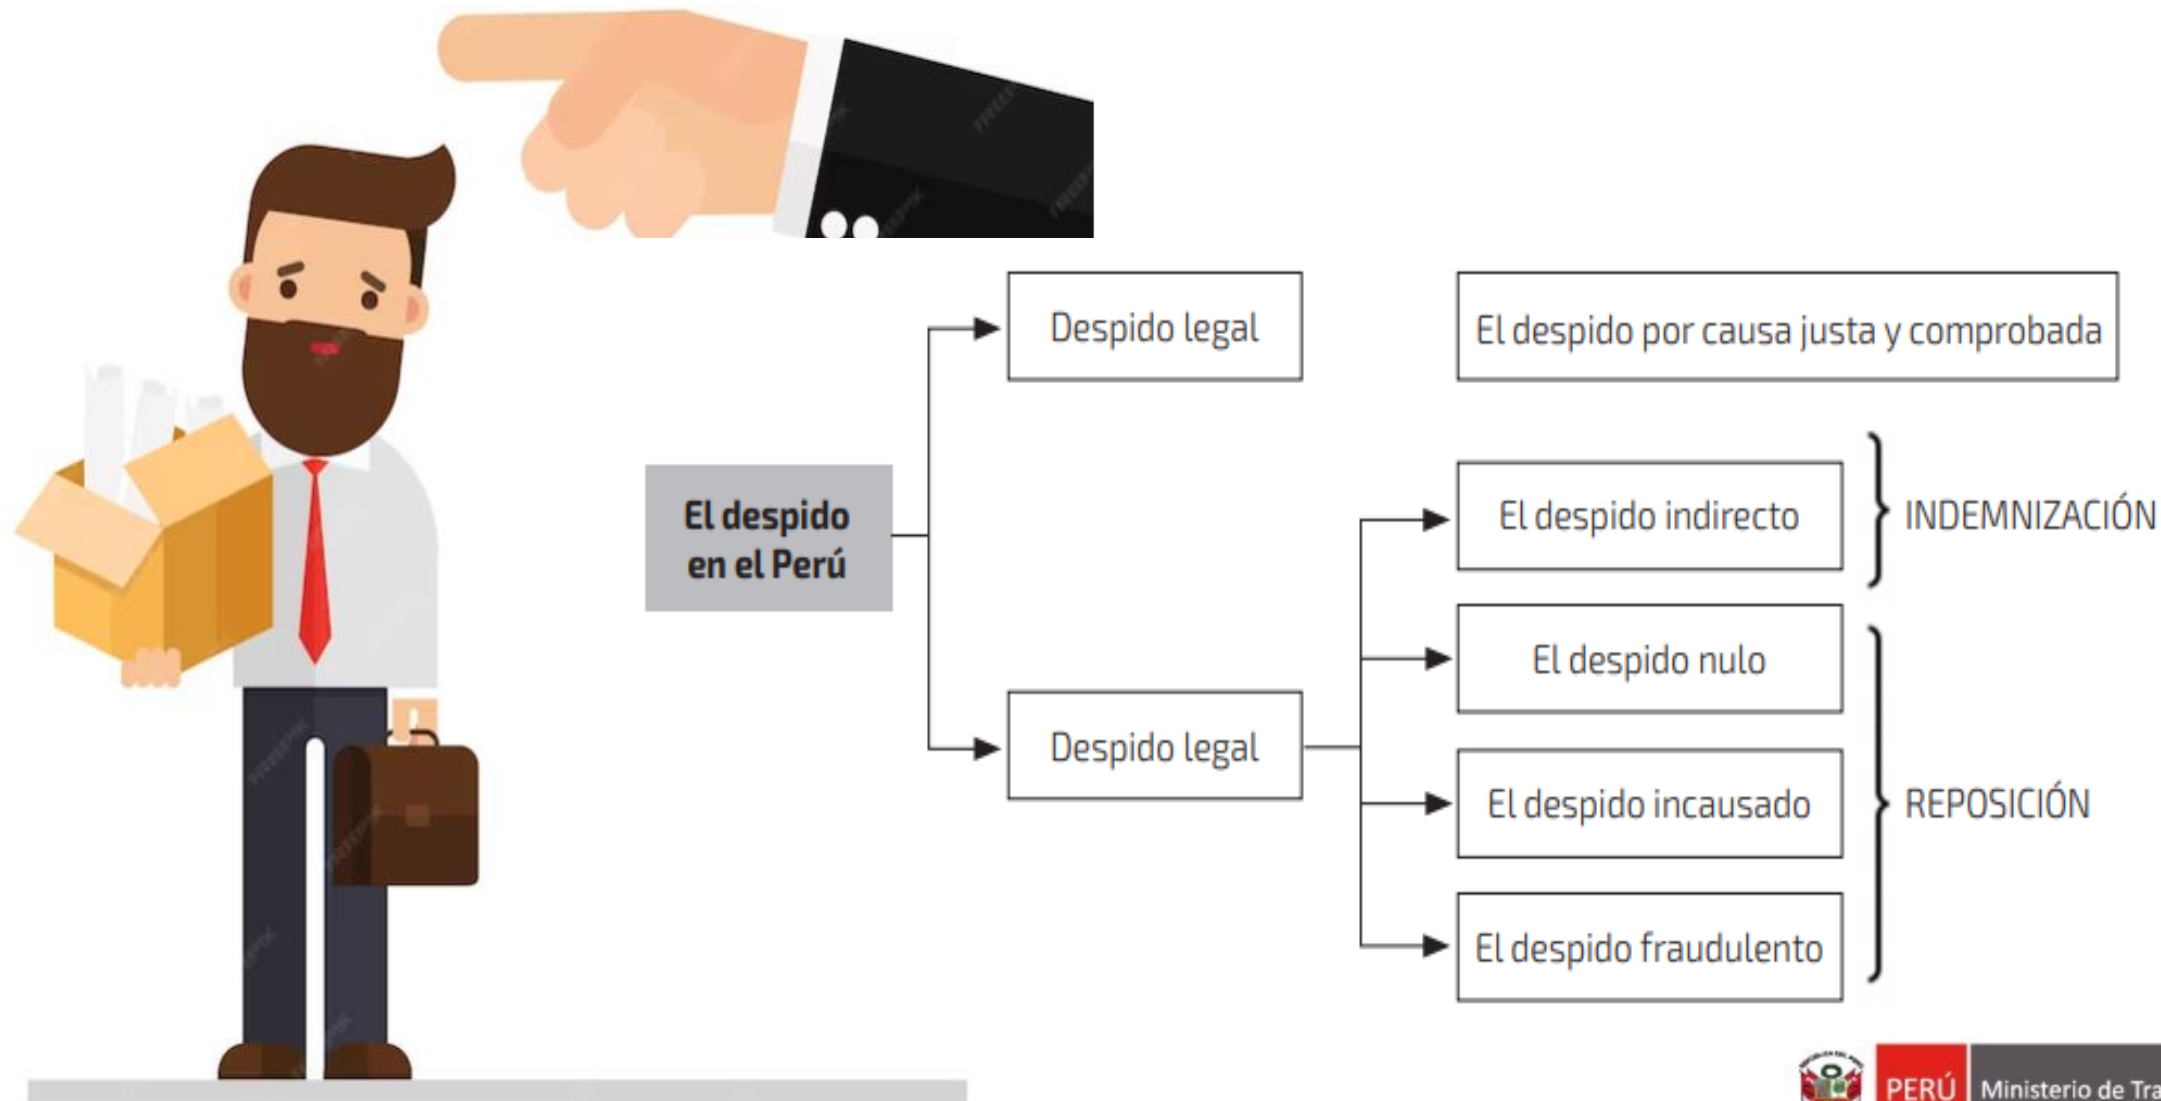 Despido legal
El despido por causa justa y comprobada
El despido
en el Perú
El despido indirecto
INDEMNIZACIÓN
El despido nulo
Despido legal
El despido incausado
REPOSICIÓN
El despido fraudulento
PERÚ
Ministerio de Tra